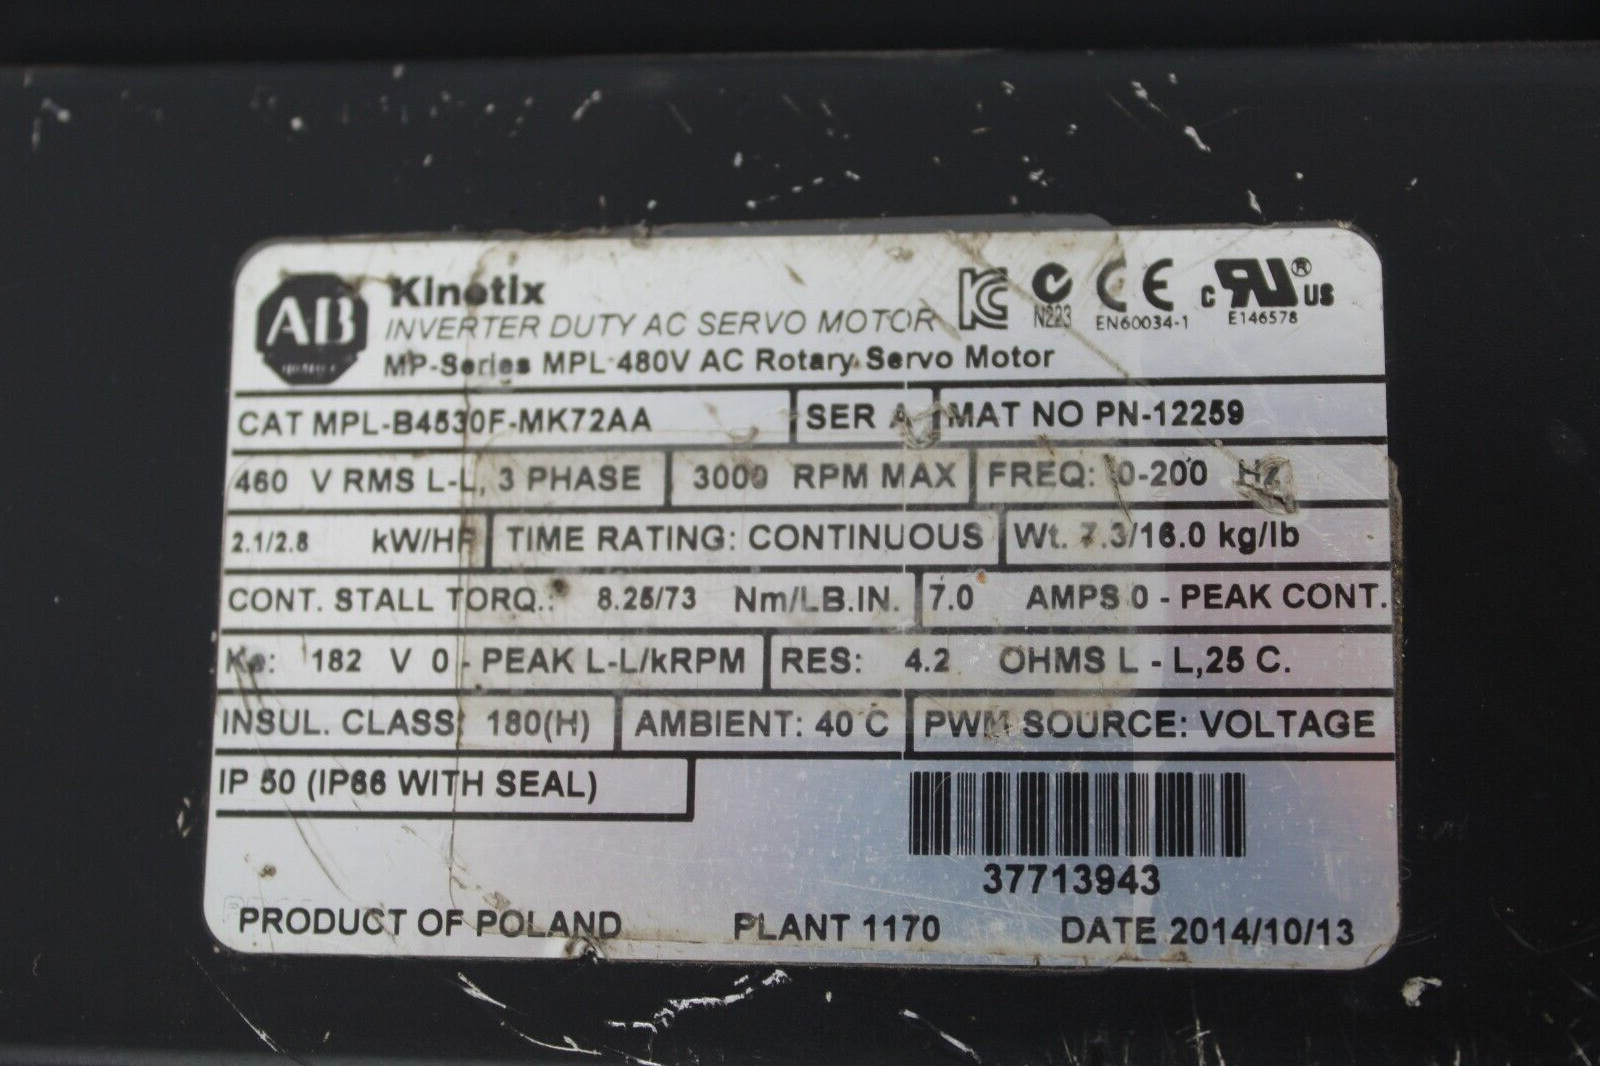 AB
Kinetix
INVERTER DUTY AC SERVO MOTOR
MP-Series MPL 480V AC Rotary Servo Motor
N223
EN60034-1
C UR ® US
E146578
CAT MPL-B4530F-MK72AA SER A MAT NO PN-12259
460 V RMS L-L, 3 PHASE 3000 RPM MAX FREQ: 0-200 Hz
2.1/2.8 kW/HP TIME RATING: CONTINUOUS Wt. 7.3/16.0 kg/lb
CONT. STALL TORQ.: 8.25/73 Nm/LB.IN. 7.0 AMPS 0 - PEAK CONT.
Ke: 182 V 0 - PEAK L-L/kRPM RES: 4.2 OHMS L - L,25 C.
INSUL. CLASS: 180(H) AMBIENT: 40 C PWM SOURCE: VOLTAGE
IP 50 (IP66 WITH SEAL)
37713943
PRODUCT OF POLAND PLANT 1170 DATE 2014/10/13